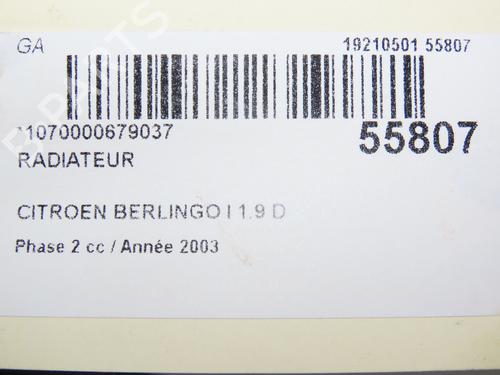 GA
19210501 55807
*1070000679037
55807
RADIATEUR
CITROEN BERLINGO I 1.9 D
Phase 2 cc / Année 2003